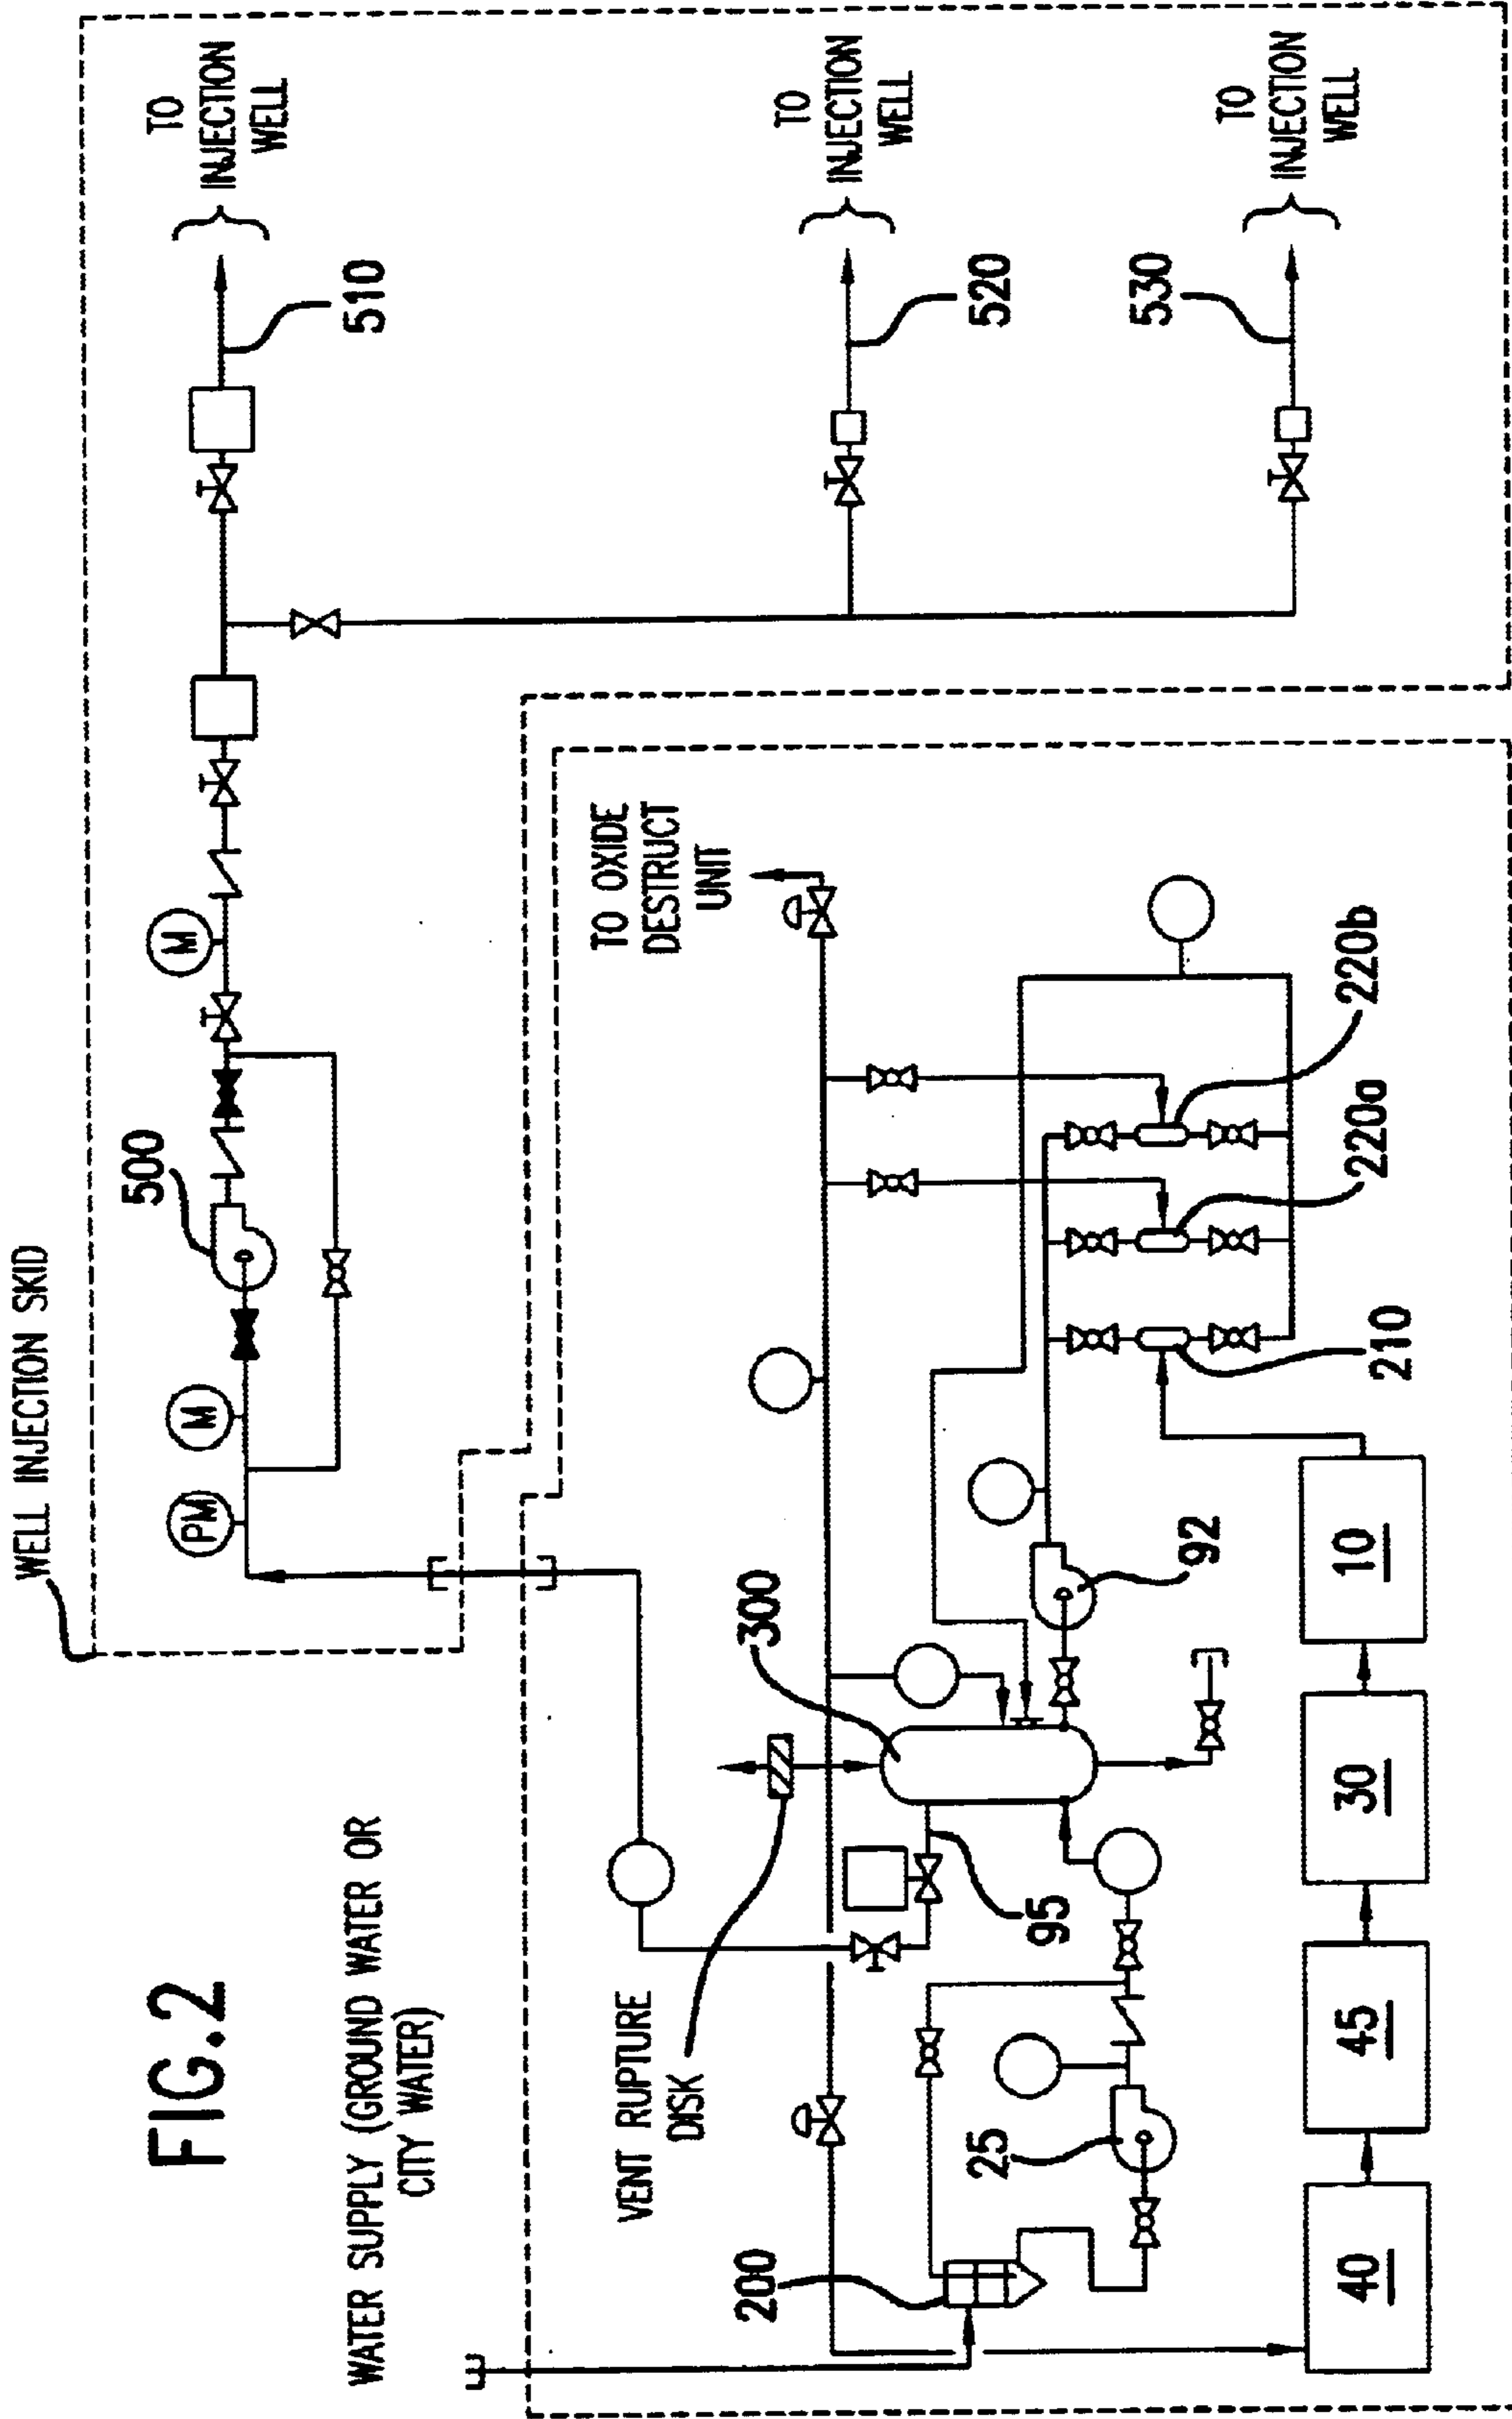 FIG.2
WELL INJECTION SKID
WATER SUPPLY (GROUND WATER OR
CITY WATER)
VENT RUPTURE
DISK
PM
M
500
M
TO
INJECTION
WELL
510
TO
INJECTION
WELL
520
TO
INJECTION
WELL
530
TO OXIDE
DESTRUCT
UNIT
300
200
25
95
92
210
220a
220b
40
45
30
10